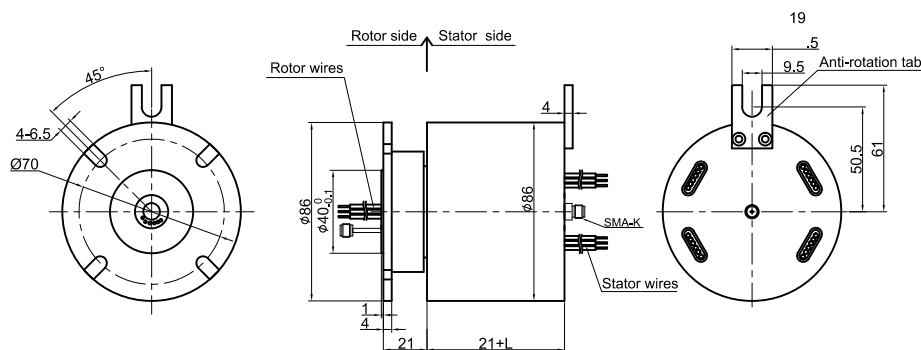 Rotor side
Stator side
Rotor wires
45°
4-6.5
Ø70
ϕ86
ϕ40 0 -0.1
1
4
21
21+L
4
ϕ86
SMA-K
Stator wires
19
.5
9.5
Anti-rotation tab
50.5
61